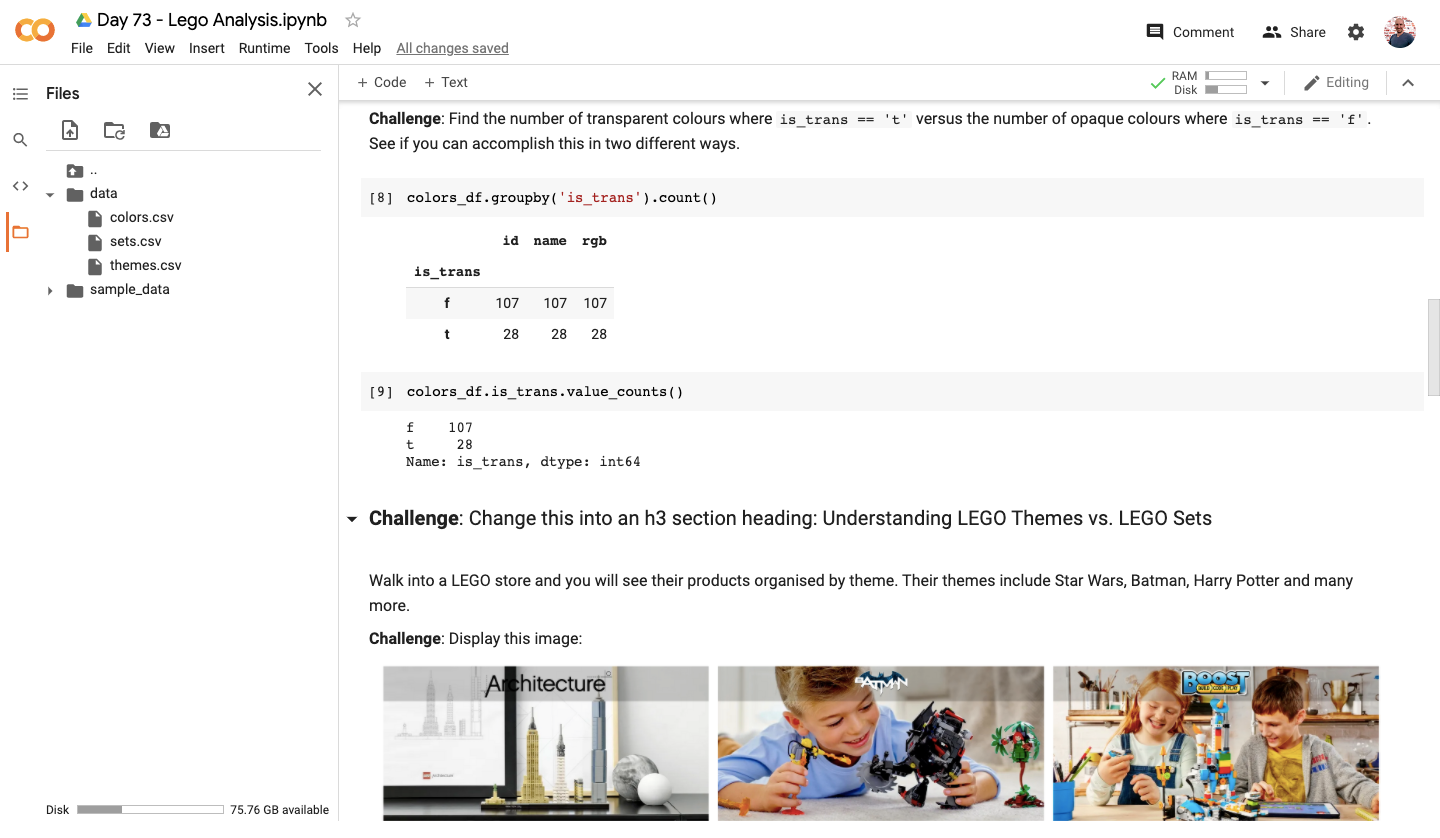 Day 73 - Lego Analysis.ipynb
File Edit View Insert Runtime Tools Help All changes saved
Comment Share
Files
+ Code + Text
RAM
Disk
Editing
..
data
colors.csv
sets.csv
themes.csv
sample_data
Disk 75.76 GB available
Challenge: Find the number of transparent colours where is_trans == 't' versus the number of opaque colours where is_trans == 'f'.
See if you can accomplish this in two different ways.
[8] colors_df.groupby('is_trans').count()
id name rgb
is_trans
f 107 107 107
t 28 28 28
[9] colors_df.is_trans.value_counts()
f 107
t 28
Name: is_trans, dtype: int64
Challenge: Change this into an h3 section heading: Understanding LEGO Themes vs. LEGO Sets
Walk into a LEGO store and you will see their products organised by theme. Their themes include Star Wars, Batman, Harry Potter and many
more.
Challenge: Display this image:
Architecture
BATMAN
BOOST